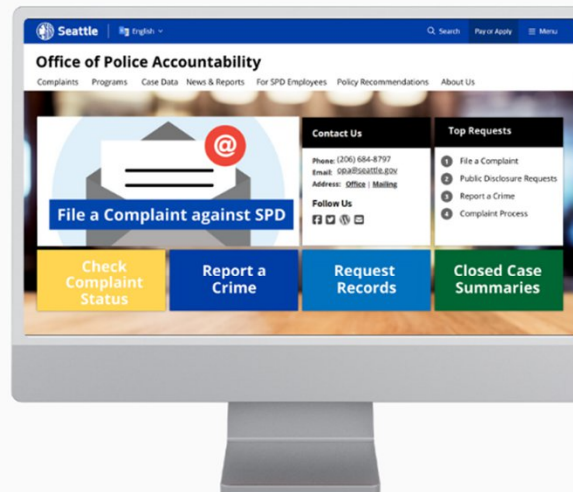 Seattle
English
Search
Pay or Apply
Menu
Office of Police Accountability
Complaints Programs Case Data News & Reports For SPD Employees Policy Recommendations About Us
@
File a Complaint against SPD
Contact Us
Phone: (206) 684-8797
Email: opa@seattle.gov
Address: Office | Mailing
Follow Us
Top Requests
1 File a Complaint
2 Public Disclosure Requests
3 Report a Crime
4 Complaint Process
Check
Complaint
Status
Report a
Crime
Request
Records
Closed Case
Summaries